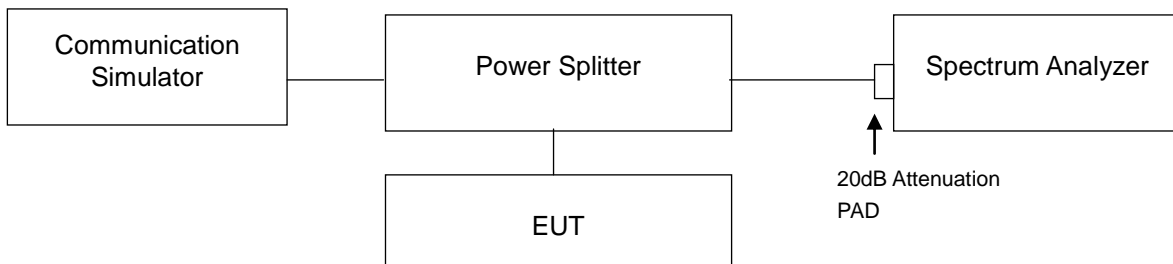 Communication
Simulator
Power Splitter
Spectrum Analyzer
20dB Attenuation
PAD
EUT